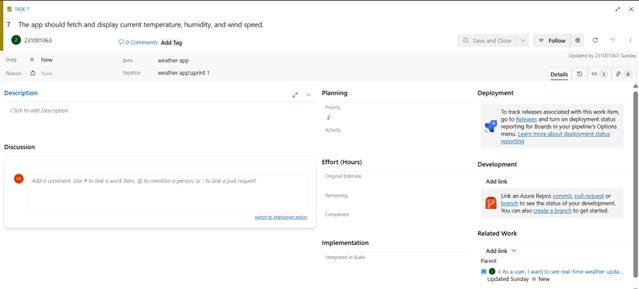 TASK 7
7 The app should fetch and display current temperature, humidity, and wind speed.
2 231001063
0 Comments Add Tag
Save and Close
Follow
Updated by 231001063: Sunday
New
weather app
Reason New
Iteration weather app\sprint 1
Details
1
0
Description
Click to add Description.
Discussion
Add a comment. Use # to link a work item, @ to mention a person, or ! to link a pull request.
switch to Markdown editor
Planning
Priority
2
Activity
Effort (Hours)
Original Estimate
Remaining
Completed
Implementation
Integrated in Build
Deployment
To track releases associated with this work item,
go to Releases and turn on deployment status
reporting for Boards in your pipeline's Options
menu. Learn more about deployment status
reporting
Development
Add link
Link an Azure Repos commit, pull request or
branch to see the status of your development.
You can also create a branch to get started.
Related Work
Add link
Parent
4 As a user, I want to see real-time weather upda...
Updated Sunday New